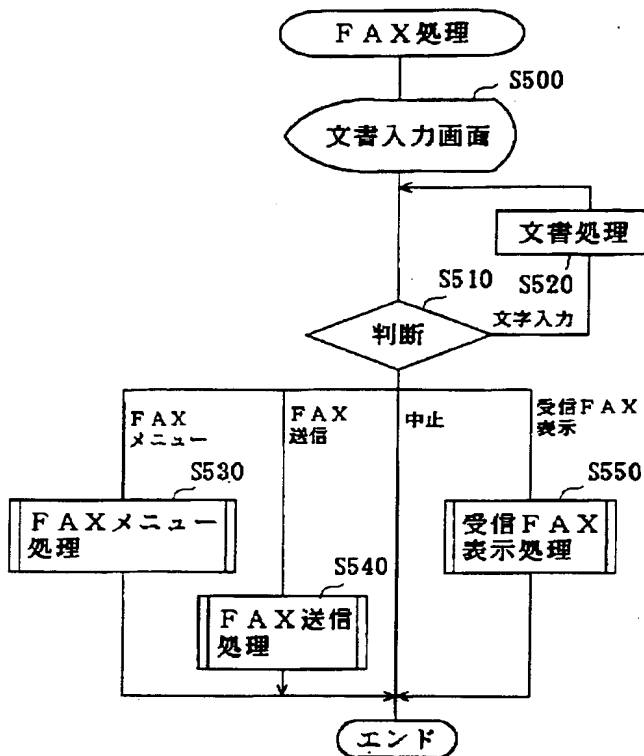 ＦＡＸ処理
S500
文書入力画面
文書処理
S520
S510
判断
文字入力
ＦＡＸ
メニュー
ＦＡＸ
送信
中止
受信ＦＡＸ
表示
S530
ＦＡＸメニュー
処理
S540
ＦＡＸ送信
処理
S550
受信ＦＡＸ
表示処理
エンド